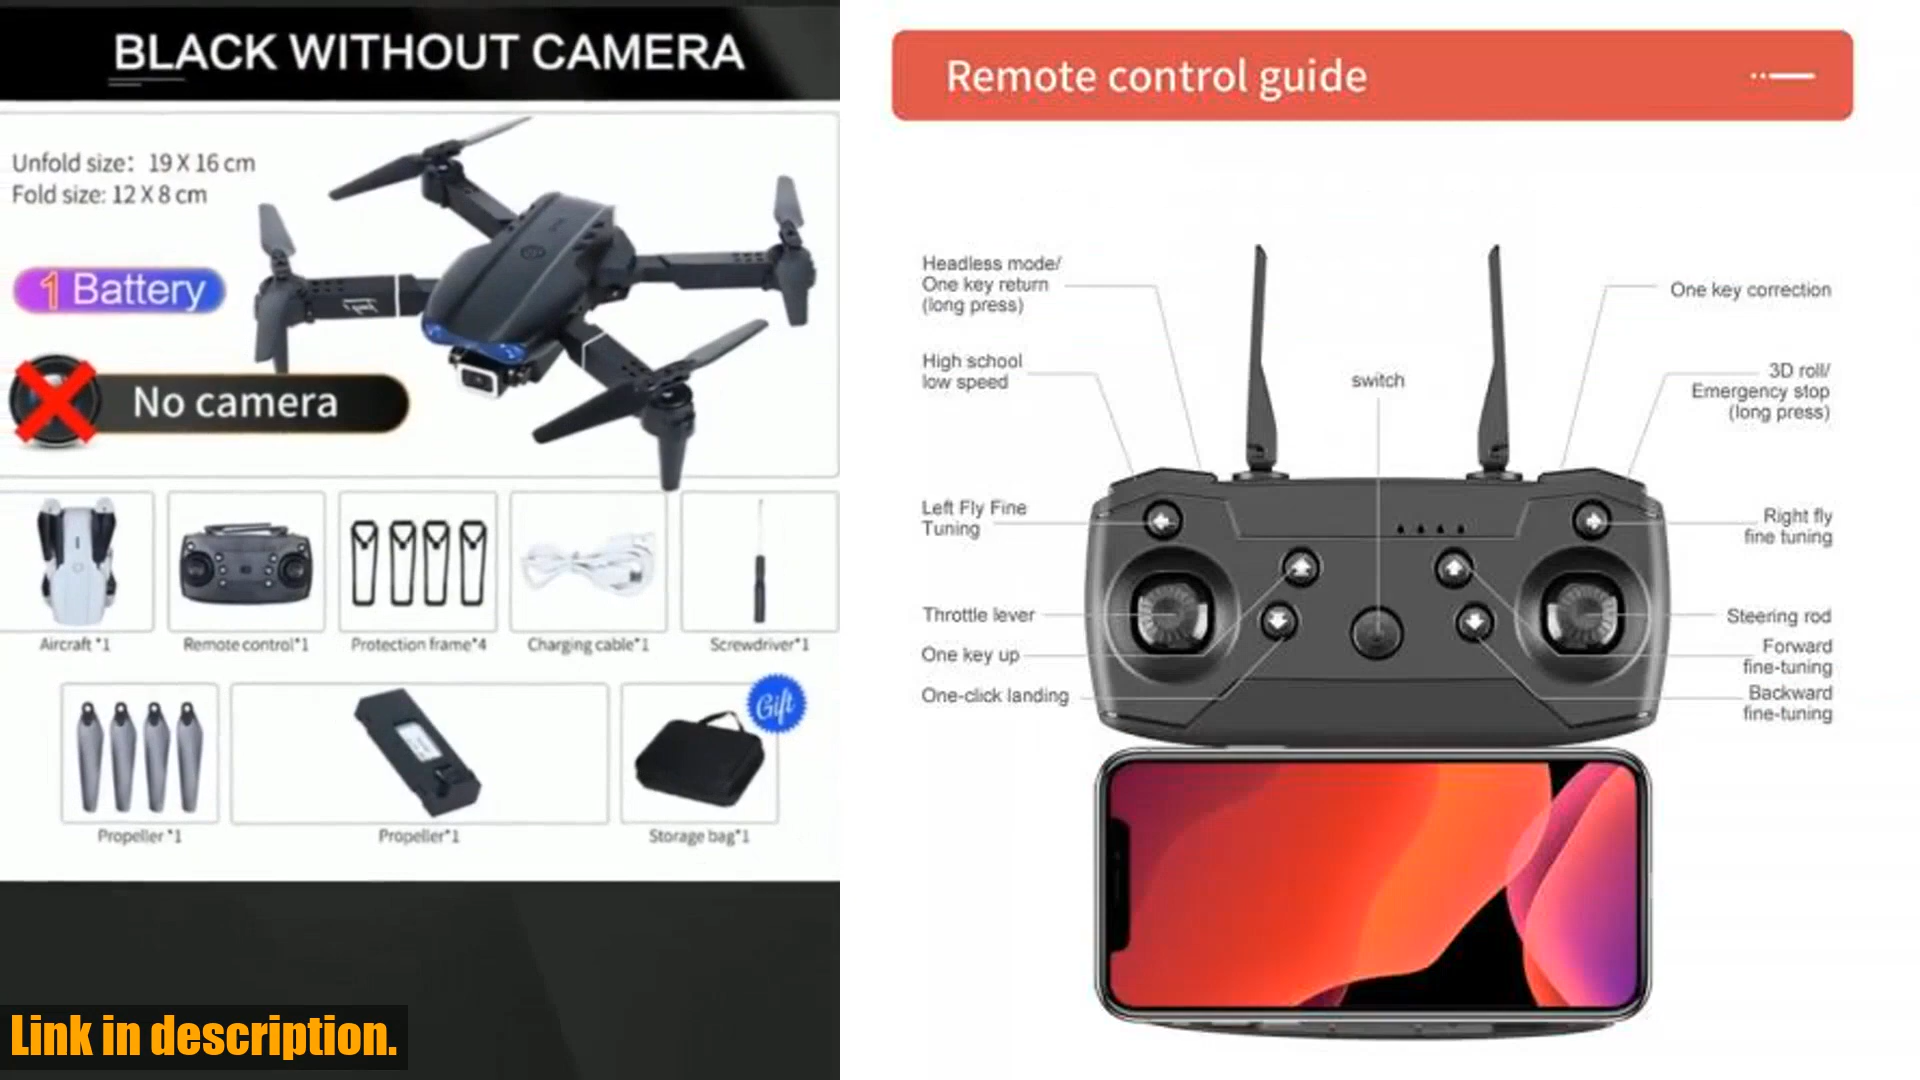 BLACK WITHOUT CAMERA
Unfold size: 19 X 16 cm
Fold size: 12 X 8 cm
1 Battery
No camera
Aircraft *1
Remote control*1
Protection frame*4
Charging cable*1
Screwdriver*1
Gift
Propeller *1
Propeller*1
Storage bag*1
Link in description.
Remote control guide
Headless mode/
One key return
(long press)
High school
low speed
switch
One key correction
3D roll/
Emergency stop
(long press)
Left Fly Fine
Tuning
Right fly
fine tuning
Throttle lever
Steering rod
One key up
Forward
fine-tuning
One-click landing
Backward
fine-tuning